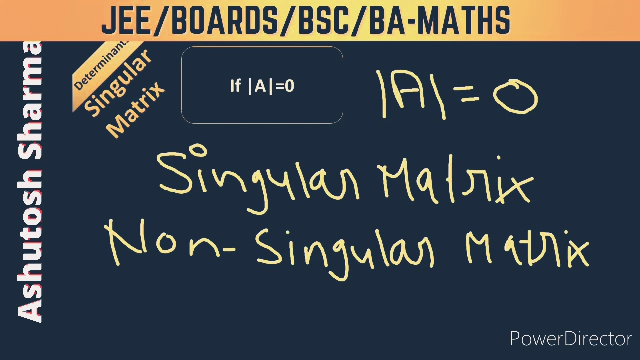 JEE/BOARDS/BSC/BA-MATHS
Ashutosh Sharma
Determinant
Singular
Matrix
If |A|=0
|A| = 0
Singular Matrix
Non-Singular Matrix
PowerDirector